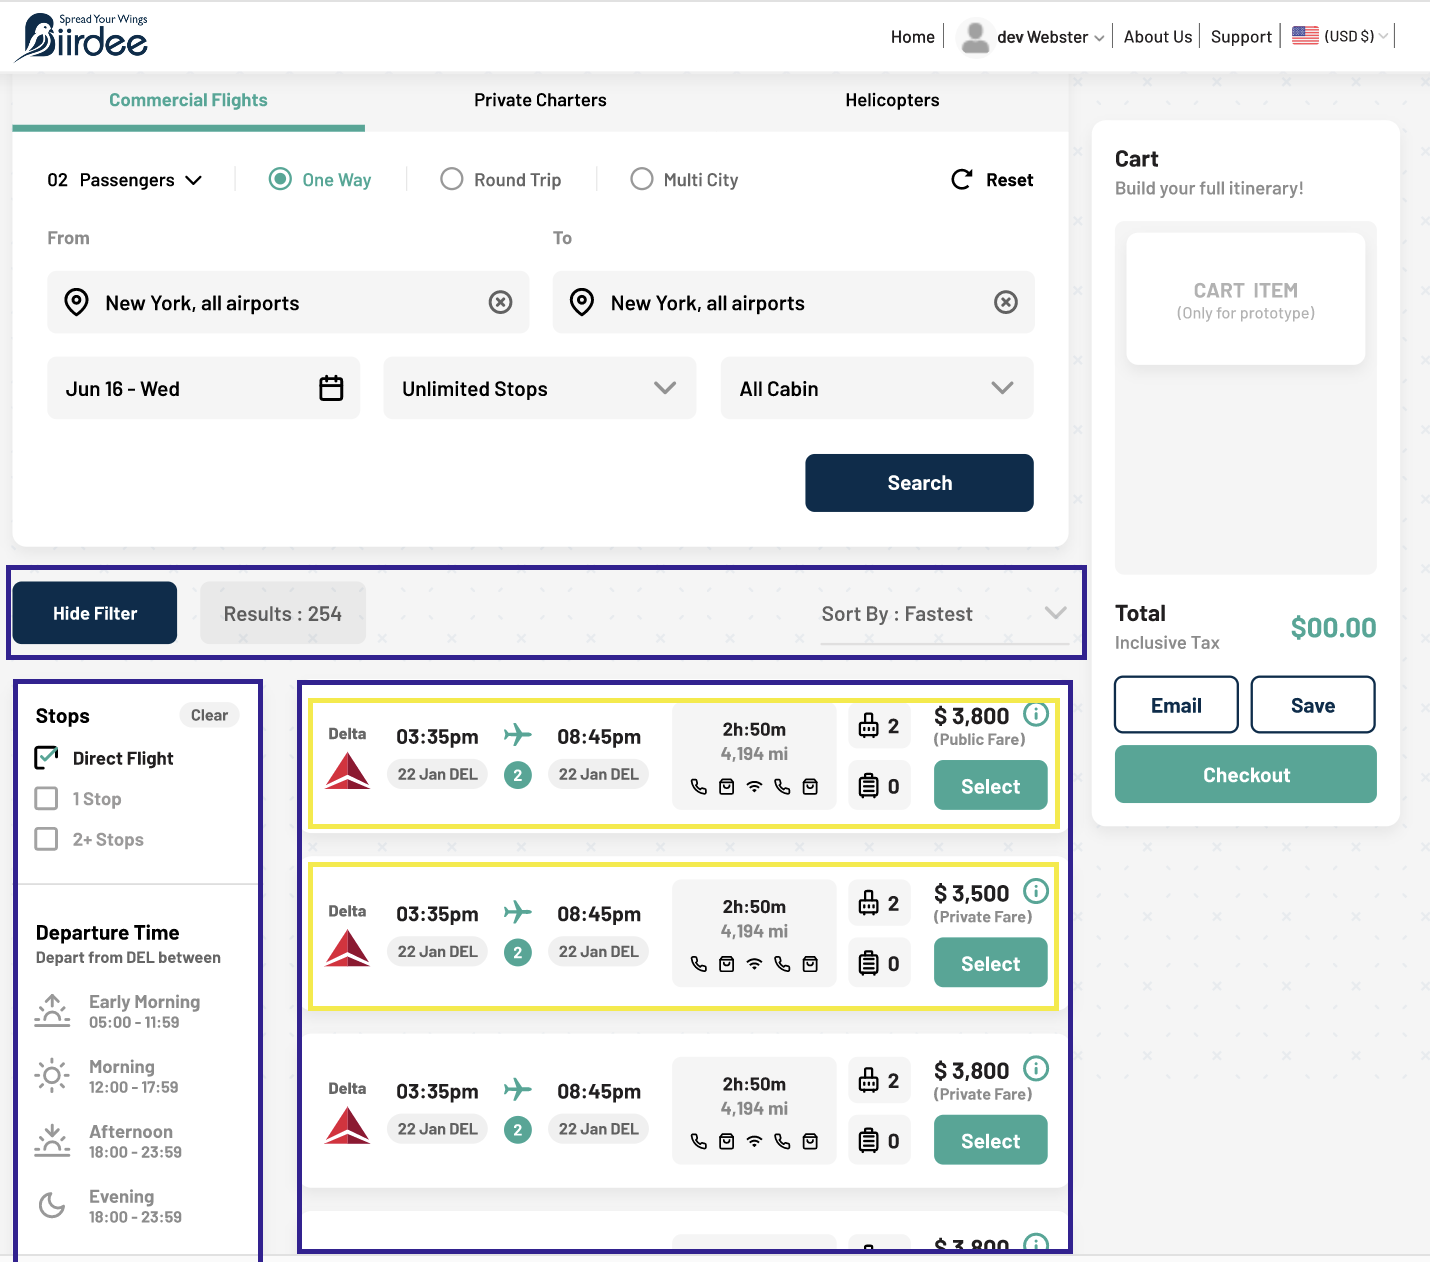 Spread Your Wings
Biirdee
Home
dev Webster
About Us
Support
(USD $)
Commercial Flights
Private Charters
Helicopters
02 Passengers
One Way
Round Trip
Multi City
Reset
From
To
New York, all airports
New York, all airports
Jun 16 - Wed
Unlimited Stops
All Cabin
Search
Cart
Build your full itinerary!
CART ITEM
(Only for prototype)
Total
Inclusive Tax
$00.00
Email
Save
Checkout
Hide Filter
Results : 254
Sort By : Fastest
Stops
Clear
Direct Flight
1 Stop
2+ Stops
Departure Time
Depart from DEL between
Early Morning
05:00 - 11:59
Morning
12:00 - 17:59
Afternoon
18:00 - 23:59
Evening
18:00 - 23:59
Delta
03:35pm
22 Jan DEL
2
08:45pm
22 Jan DEL
2h:50m
4,194 mi
2
0
$ 3,800
(Public Fare)
Select
Delta
03:35pm
22 Jan DEL
2
08:45pm
22 Jan DEL
2h:50m
4,194 mi
2
0
$ 3,500
(Private Fare)
Select
Delta
03:35pm
22 Jan DEL
2
08:45pm
22 Jan DEL
2h:50m
4,194 mi
2
0
$ 3,800
(Private Fare)
Select
$ 3,800